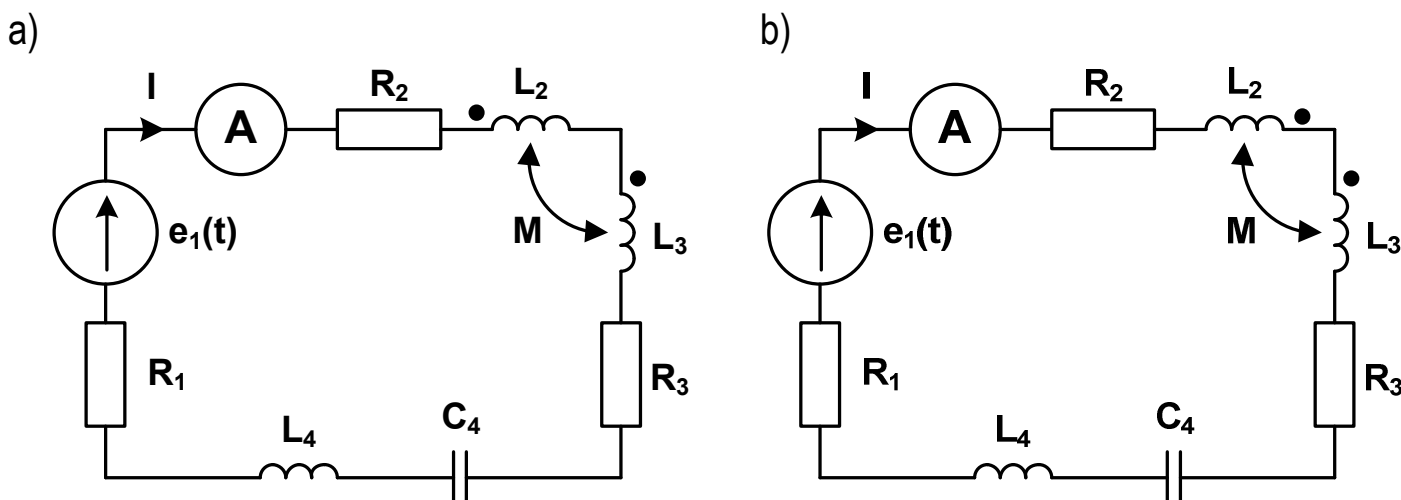 a)
I
A
R₂
L₂
e₁(t)
M
L₃
R₁
R₃
L₄
C₄
b)
I
A
R₂
L₂
e₁(t)
M
L₃
R₁
R₃
L₄
C₄